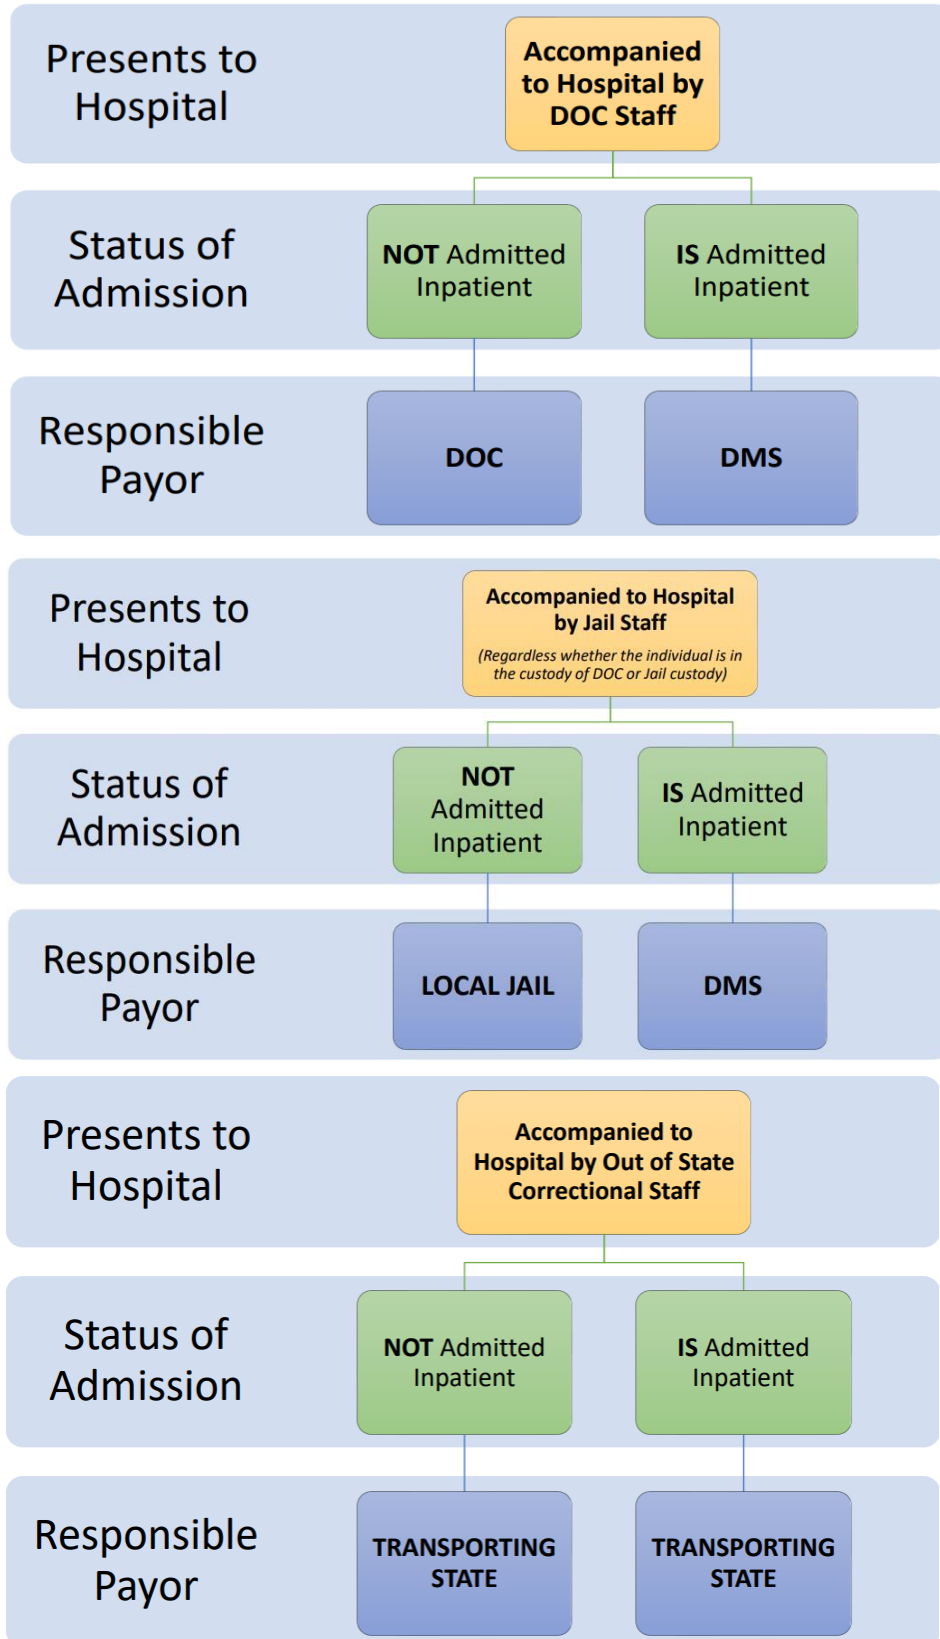 Presents to
Hospital
Accompanied
to Hospital by
DOC Staff
Status of
Admission
NOT Admitted
Inpatient
IS Admitted
Inpatient
Responsible
Payor
DOC
DMS
Presents to
Hospital
Accompanied to Hospital
by Jail Staff
(Regardless whether the individual is in
the custody of DOC or Jail custody)
Status of
Admission
NOT
Admitted
Inpatient
IS Admitted
Inpatient
Responsible
Payor
LOCAL JAIL
DMS
Presents to
Hospital
Accompanied to
Hospital by Out of State
Correctional Staff
Status of
Admission
NOT Admitted
Inpatient
IS Admitted
Inpatient
Responsible
Payor
TRANSPORTING
STATE
TRANSPORTING
STATE